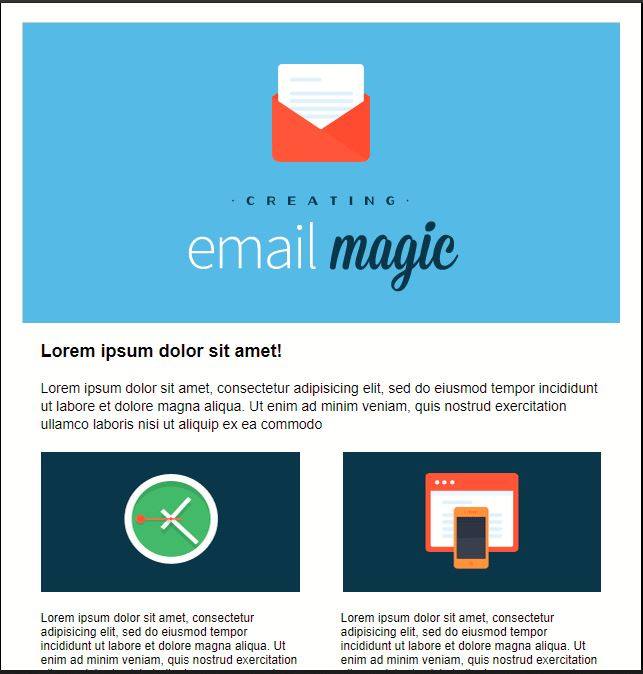 · CREATING ·
email magic
Lorem ipsum dolor sit amet!
Lorem ipsum dolor sit amet, consectetur adipisicing elit, sed do eiusmod tempor incididunt
ut labore et dolore magna aliqua. Ut enim ad minim veniam, quis nostrud exercitation
ullamco laboris nisi ut aliquip ex ea commodo
Lorem ipsum dolor sit amet, consectetur
adipisicing elit, sed do eiusmod tempor
incididunt ut labore et dolore magna aliqua. Ut
enim ad minim veniam, quis nostrud exercitation
Lorem ipsum dolor sit amet, consectetur
adipisicing elit, sed do eiusmod tempor
incididunt ut labore et dolore magna aliqua. Ut
enim ad minim veniam, quis nostrud exercitation